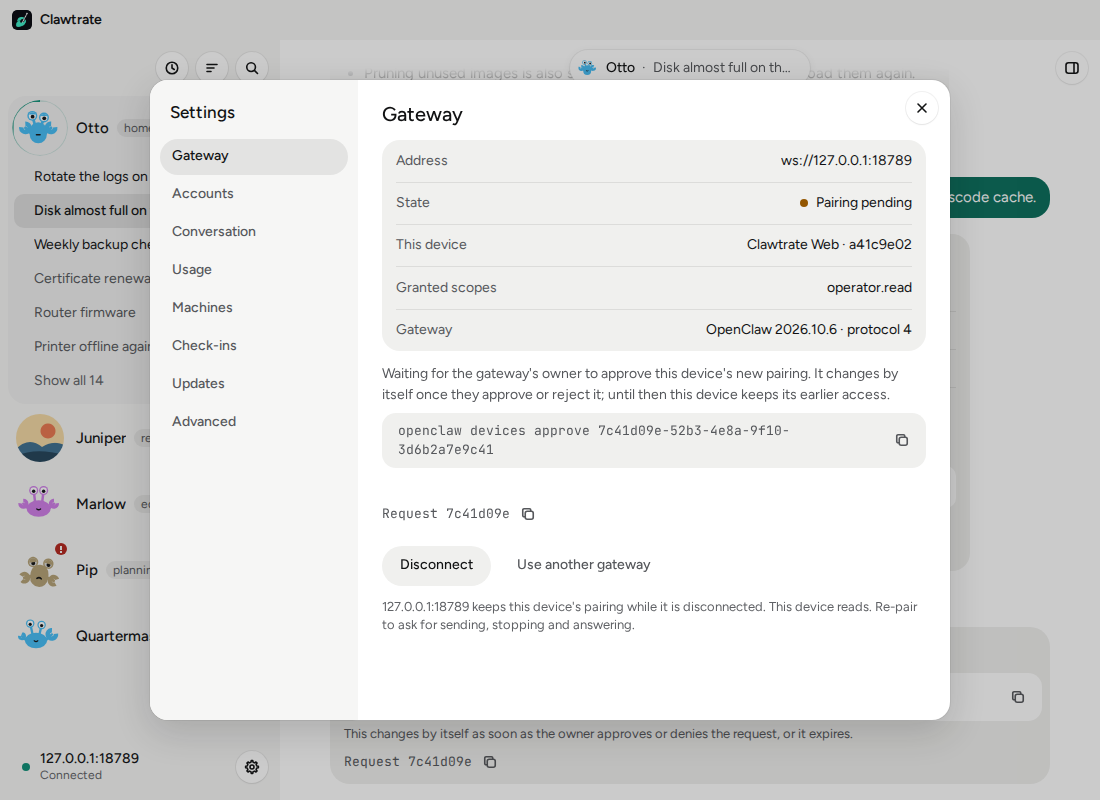 Clawtrate
Pruning unused images is also s
Otto · Disk almost full on th...
oad them again.
Otto home
Rotate the logs on
Disk almost full on
Weekly backup che
Certificate renewa
Router firmware
Printer offline again
Show all 14
Juniper re
Marlow
Pip plannin
Quarterma
127.0.0.1:18789
Connected
Settings
Gateway
Accounts
Conversation
Usage
Machines
Check-ins
Updates
Advanced
Gateway
Address ws://127.0.0.1:18789
State Pairing pending
This device Clawtrate Web · a41c9e02
Granted scopes operator.read
Gateway OpenClaw 2026.10.6 · protocol 4
Waiting for the gateway's owner to approve this device's new pairing. It changes by
itself once they approve or reject it; until then this device keeps its earlier access.
openclaw devices approve 7c41d09e-52b3-4e8a-9f10-
3d6b2a7e9c41
Request 7c41d09e
Disconnect Use another gateway
127.0.0.1:18789 keeps this device's pairing while it is disconnected. This device reads. Re-pair
to ask for sending, stopping and answering.
scode cache.
This changes by itself as soon as the owner approves or denies the request, or it expires.
Request 7c41d09e